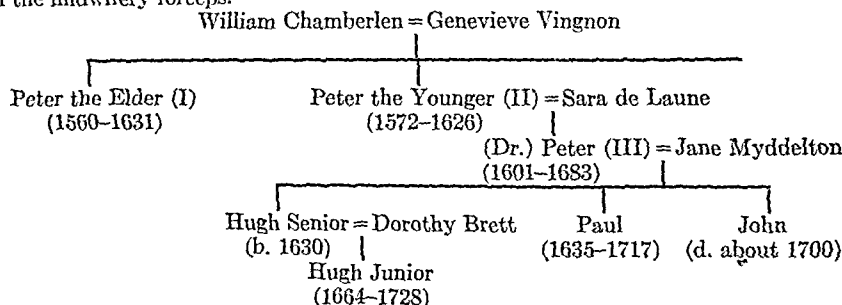 the midwifery forceps.
William Chamberlen = Genevieve Vingnon
Peter the Elder (I) Peter the Younger (II) = Sara de Laune
(1560–1631) (1572–1626)
(Dr.) Peter (III) = Jane Myddelton
(1601–1683)
Hugh Senior = Dorothy Brett Paul John
(b. 1630) (1635–1717) (d. about 1700)
Hugh Junior
(1664–1728)